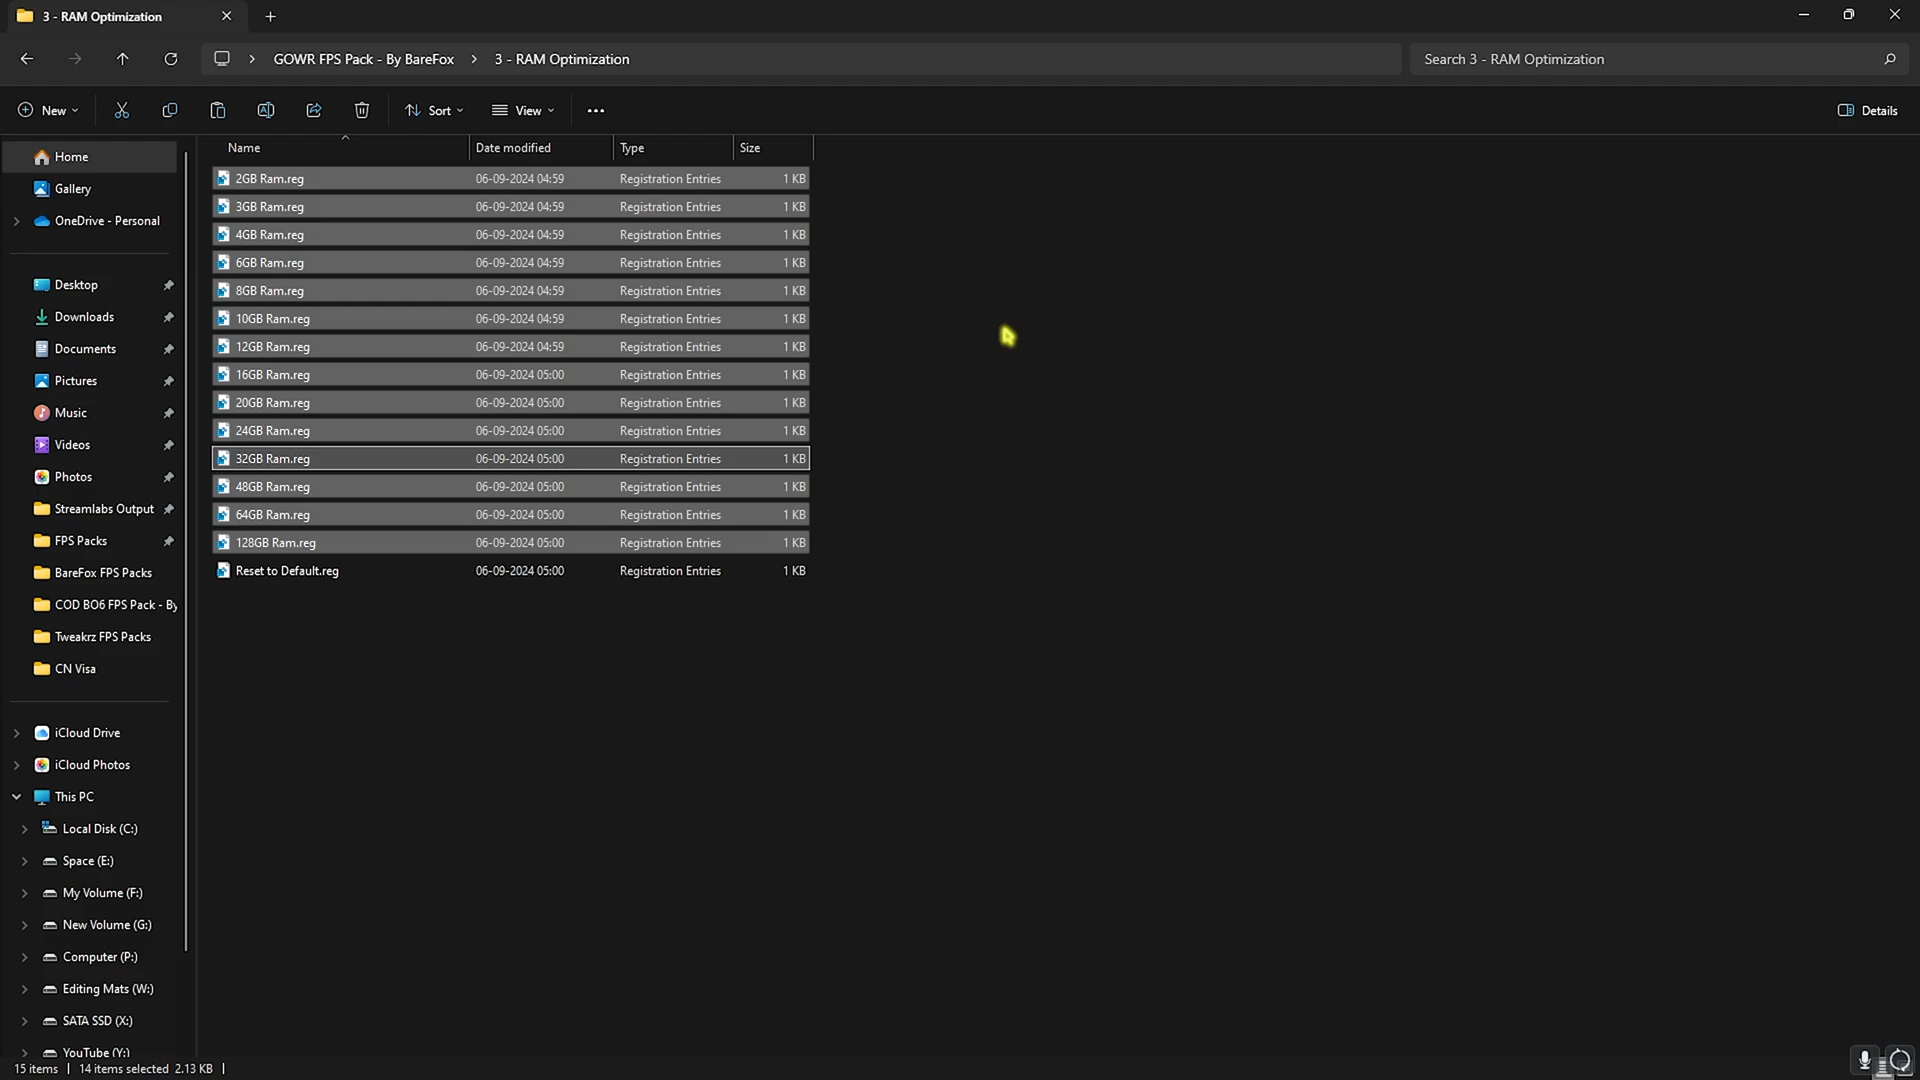 3 - RAM Optimization
GOWR FPS Pack - By BareFox
3 - RAM Optimization
Search 3 - RAM Optimization
New
Sort
View
Details
Home
Gallery
OneDrive - Personal
Desktop
Downloads
Documents
Pictures
Music
Videos
Photos
Streamlabs Output
FPS Packs
BareFox FPS Packs
COD BO6 FPS Pack - By
Tweakrz FPS Packs
CN Visa
iCloud Drive
iCloud Photos
This PC
Local Disk (C:)
Space (E:)
My Volume (F:)
New Volume (G:)
Computer (P:)
Editing Mats (W:)
SATA SSD (X:)
YouTube (Y:)
Name Date modified Type Size
2GB Ram.reg 06-09-2024 04:59 Registration Entries 1 KB
3GB Ram.reg 06-09-2024 04:59 Registration Entries 1 KB
4GB Ram.reg 06-09-2024 04:59 Registration Entries 1 KB
6GB Ram.reg 06-09-2024 04:59 Registration Entries 1 KB
8GB Ram.reg 06-09-2024 04:59 Registration Entries 1 KB
10GB Ram.reg 06-09-2024 04:59 Registration Entries 1 KB
12GB Ram.reg 06-09-2024 04:59 Registration Entries 1 KB
16GB Ram.reg 06-09-2024 05:00 Registration Entries 1 KB
20GB Ram.reg 06-09-2024 05:00 Registration Entries 1 KB
24GB Ram.reg 06-09-2024 05:00 Registration Entries 1 KB
32GB Ram.reg 06-09-2024 05:00 Registration Entries 1 KB
48GB Ram.reg 06-09-2024 05:00 Registration Entries 1 KB
64GB Ram.reg 06-09-2024 05:00 Registration Entries 1 KB
128GB Ram.reg 06-09-2024 05:00 Registration Entries 1 KB
Reset to Default.reg 06-09-2024 05:00 Registration Entries 1 KB
15 items | 14 items selected 2.13 KB |